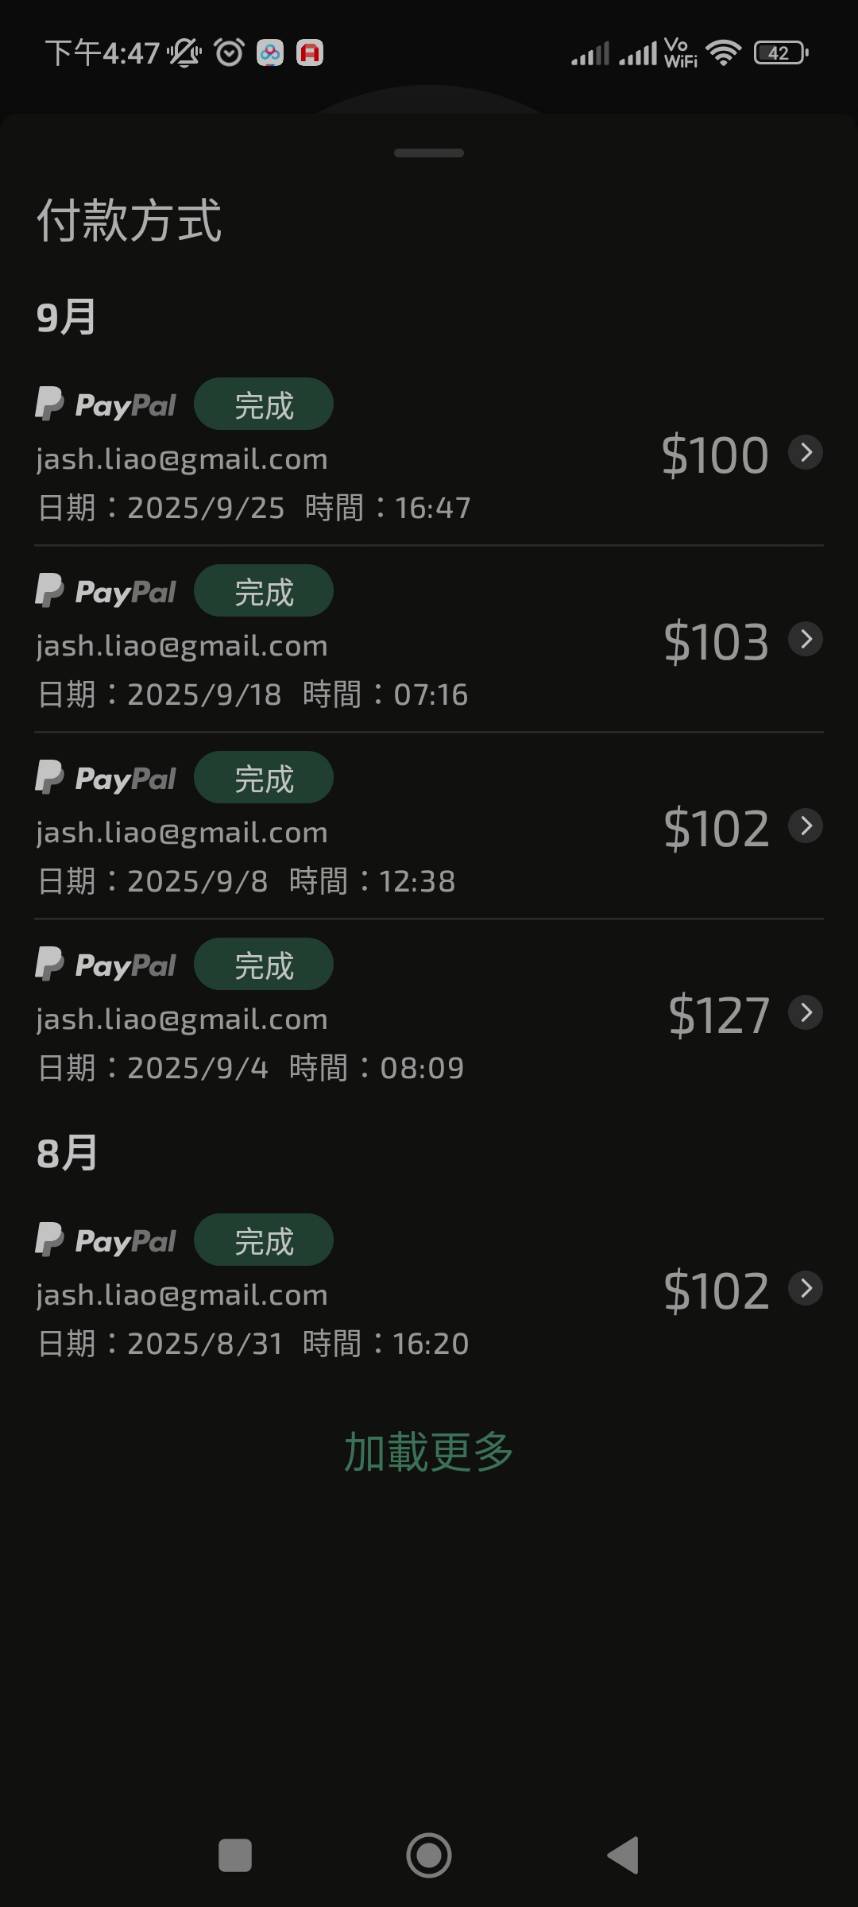 下午4:47
Vo WiFi
42
付款方式
9月
PayPal 完成
jash.liao@gmail.com
$100
日期：2025/9/25 時間：16:47
PayPal 完成
jash.liao@gmail.com
$103
日期：2025/9/18 時間：07:16
PayPal 完成
jash.liao@gmail.com
$102
日期：2025/9/8 時間：12:38
PayPal 完成
jash.liao@gmail.com
$127
日期：2025/9/4 時間：08:09
8月
PayPal 完成
jash.liao@gmail.com
$102
日期：2025/8/31 時間：16:20
加載更多